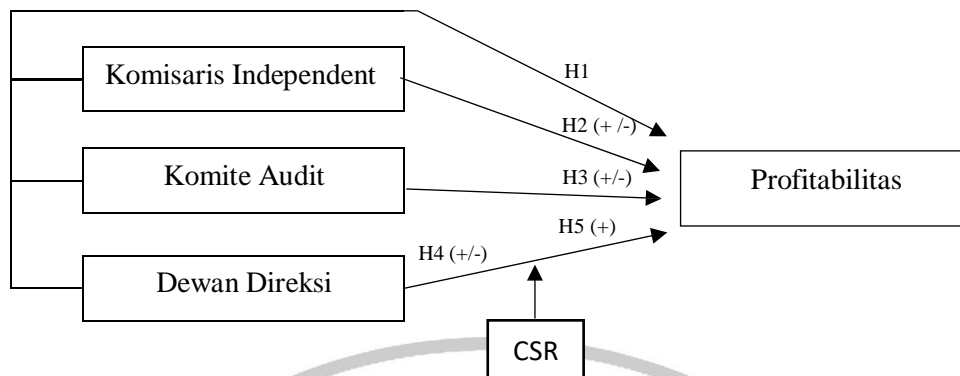 H1
Komisaris Independent
H2 (+ /-)
Komite Audit
H3 (+/-)
Profitabilitas
H5 (+)
H4 (+/-)
Dewan Direksi
CSR